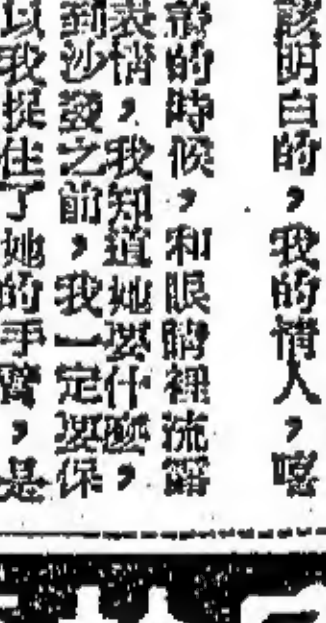 該明白的，我的情人，噫
說的時候，和眼睛裡流露
表情，我知道她要什麼，
到沙發之前，我一定要保
以我捉住了她的手實，是